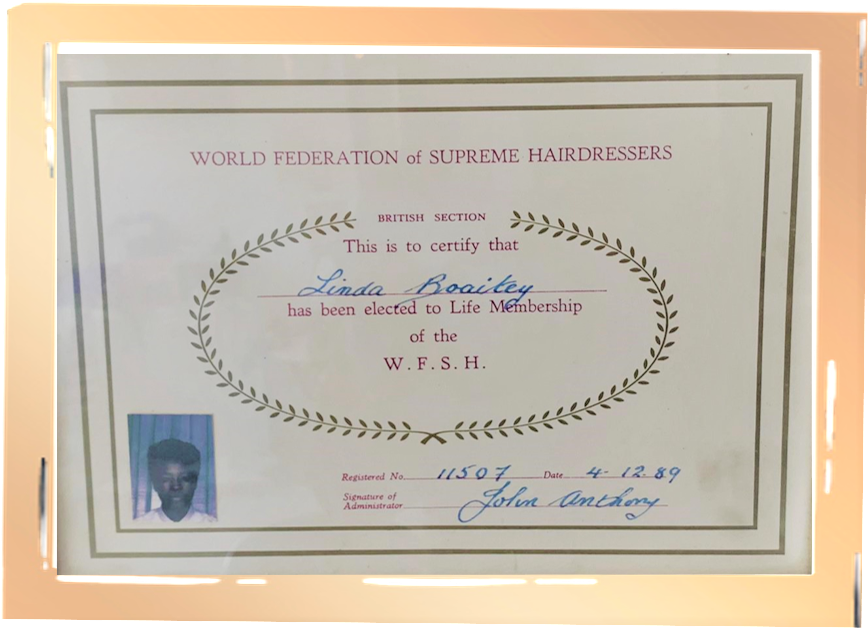 WORLD FEDERATION of SUPREME HAIRDRESSERS
BRITISH SECTION
This is to certify that
Linda Boaitey
has been elected to Life Membership
of the
W. F. S. H.
Registered No. 11507 Date 4. 12. 89
Signature of
Administrator John Anthony